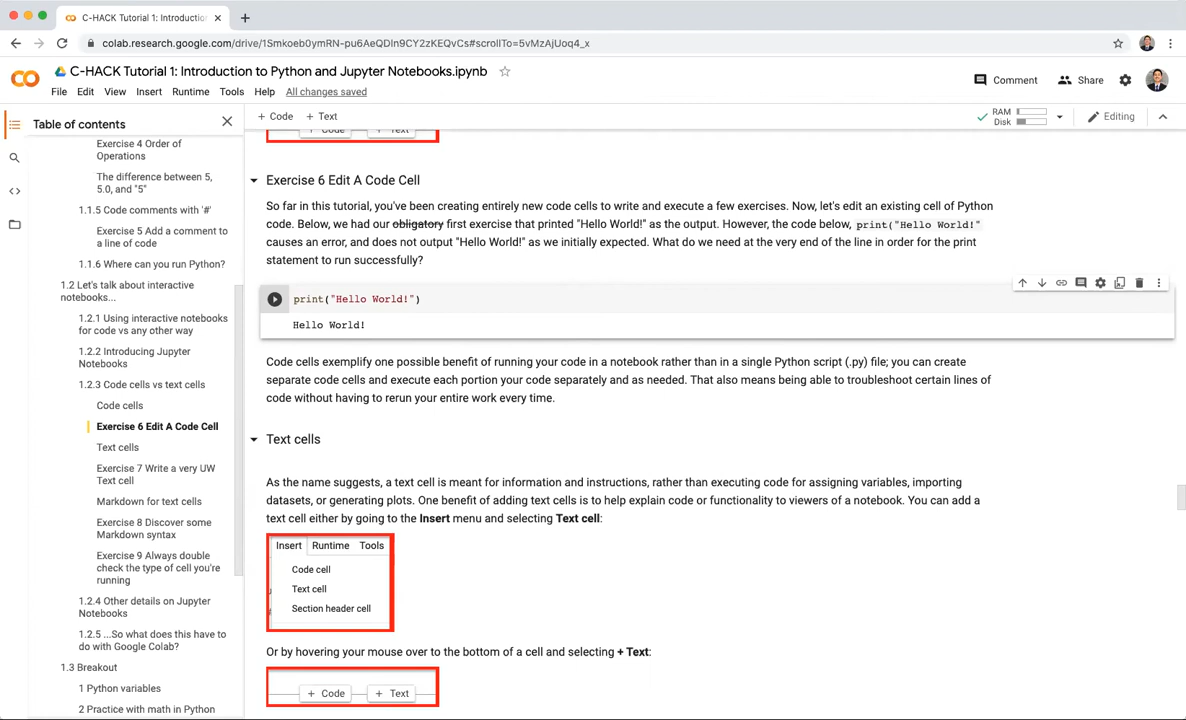 C-HACK Tutorial 1: Introductio
colab.research.google.com/drive/1Smkoeb0ymRN-pu6AeQDIn9CY2zKEQvCs#scrollTo=5vMzAjUoq4_x
C-HACK Tutorial 1: Introduction to Python and Jupyter Notebooks.ipynb
File Edit View Insert Runtime Tools Help All changes saved
Comment Share
Table of contents
+ Code + Text
RAM
Disk
Editing
Exercise 4 Order of
Operations
The difference between 5,
5.0, and "5"
1.1.5 Code comments with '#'
Exercise 5 Add a comment to
a line of code
1.1.6 Where can you run Python?
1.2 Let's talk about interactive
notebooks...
1.2.1 Using interactive notebooks
for code vs any other way
1.2.2 Introducing Jupyter
Notebooks
1.2.3 Code cells vs text cells
Code cells
Exercise 6 Edit A Code Cell
Text cells
Exercise 7 Write a very UW
Text cell
Markdown for text cells
Exercise 8 Discover some
Markdown syntax
Exercise 9 Always double
check the type of cell you're
running
1.2.4 Other details on Jupyter
Notebooks
1.2.5 ...So what does this have to
do with Google Colab?
1.3 Breakout
1 Python variables
2 Practice with math in Python
+ Code + Text
Exercise 6 Edit A Code Cell
So far in this tutorial, you've been creating entirely new code cells to write and execute a few exercises. Now, let's edit an existing cell of Python
code. Below, we had our obligatory first exercise that printed "Hello World!" as the output. However, the code below, print("Hello World!"
causes an error, and does not output "Hello World!" as we initially expected. What do we need at the very end of the line in order for the print
statement to run successfully?
print("Hello World!")
Hello World!
Code cells exemplify one possible benefit of running your code in a notebook rather than in a single Python script (.py) file; you can create
separate code cells and execute each portion your code separately and as needed. That also means being able to troubleshoot certain lines of
code without having to rerun your entire work every time.
Text cells
As the name suggests, a text cell is meant for information and instructions, rather than executing code for assigning variables, importing
datasets, or generating plots. One benefit of adding text cells is to help explain code or functionality to viewers of a notebook. You can add a
text cell either by going to the Insert menu and selecting Text cell:
Insert Runtime Tools
Code cell
Text cell
Section header cell
Or by hovering your mouse over to the bottom of a cell and selecting + Text:
+ Code + Text